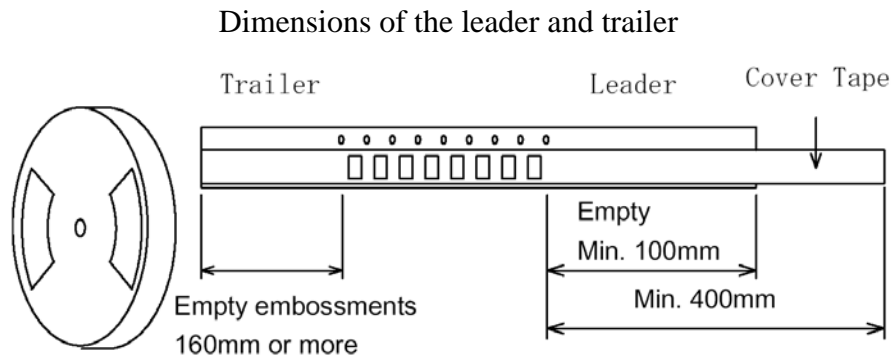 Dimensions of the leader and trailer
Trailer
Leader
Cover Tape
Empty
Min. 100mm
Min. 400mm
Empty embossments
160mm or more